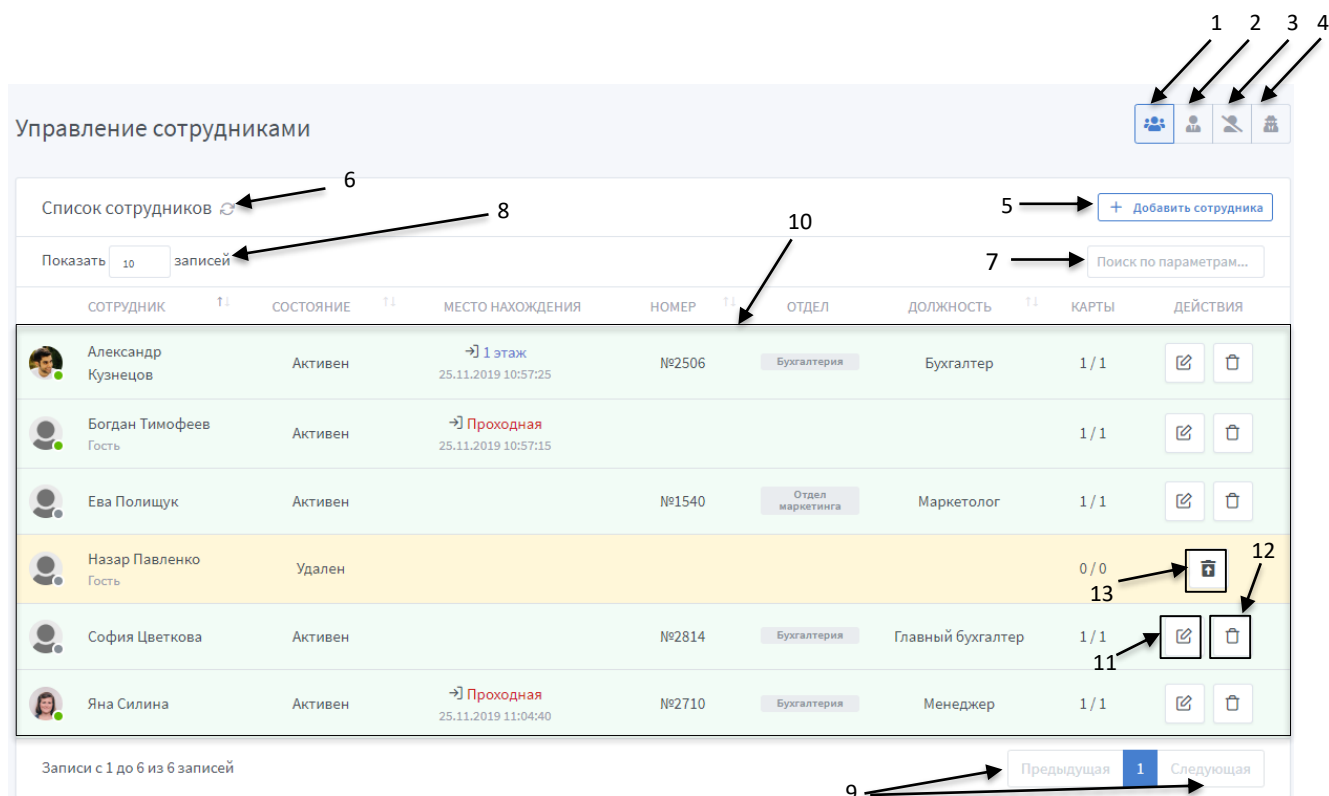 1 2 3 4
Управление сотрудниками
6
Список сотрудников
5
+ Добавить сотрудника
8
10
Показать 10 записей
7
Поиск по параметрам...
СОТРУДНИК СОСТОЯНИЕ МЕСТО НАХОЖДЕНИЯ НОМЕР ОТДЕЛ ДОЛЖНОСТЬ КАРТЫ ДЕЙСТВИЯ
Александр
Кузнецов
Активен
1 этаж
25.11.2019 10:57:25
№2506
Бухгалтерия
Бухгалтер
1 / 1
Богдан Тимофеев
Гость
Активен
Проходная
25.11.2019 10:57:15
1 / 1
Ева Полищук
Активен
№1540
Отдел
маркетинга
Маркетолог
1 / 1
Назар Павленко
Гость
Удален
0 / 0
12
13
София Цветкова
Активен
№2814
Бухгалтерия
Главный бухгалтер
1 / 1
11
Яна Силина
Активен
Проходная
25.11.2019 11:04:40
№2710
Бухгалтерия
Менеджер
1 / 1
Записи с 1 до 6 из 6 записей
Предыдущая 1 Следующая
9